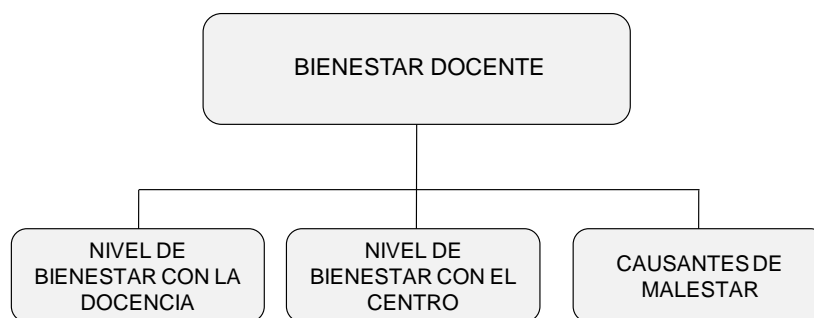 BIENESTAR DOCENTE
NIVEL DE
BIENESTAR CON LA
DOCENCIA
NIVEL DE
BIENESTAR CON EL
CENTRO
CAUSANTES DE
MALESTAR